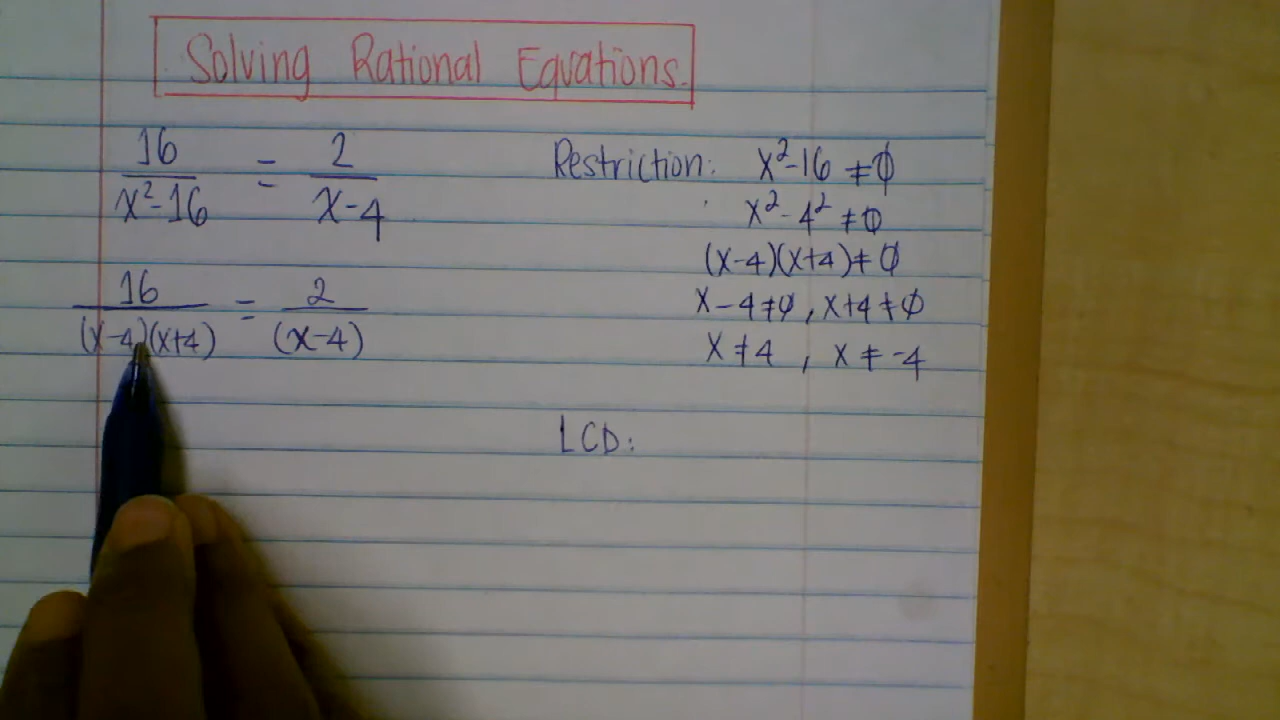 Solving Rational Equations.
16/(x²-16) = 2/(x-4)
16/((x-4)(x+4)) = 2/((x-4))
Restriction: x²-16 ≠ 0
x² - 4² ≠ 0
(x-4)(x+4) ≠ 0
x-4 ≠ 0, x+4 ≠ 0
x ≠ 4, x ≠ -4
LCD: